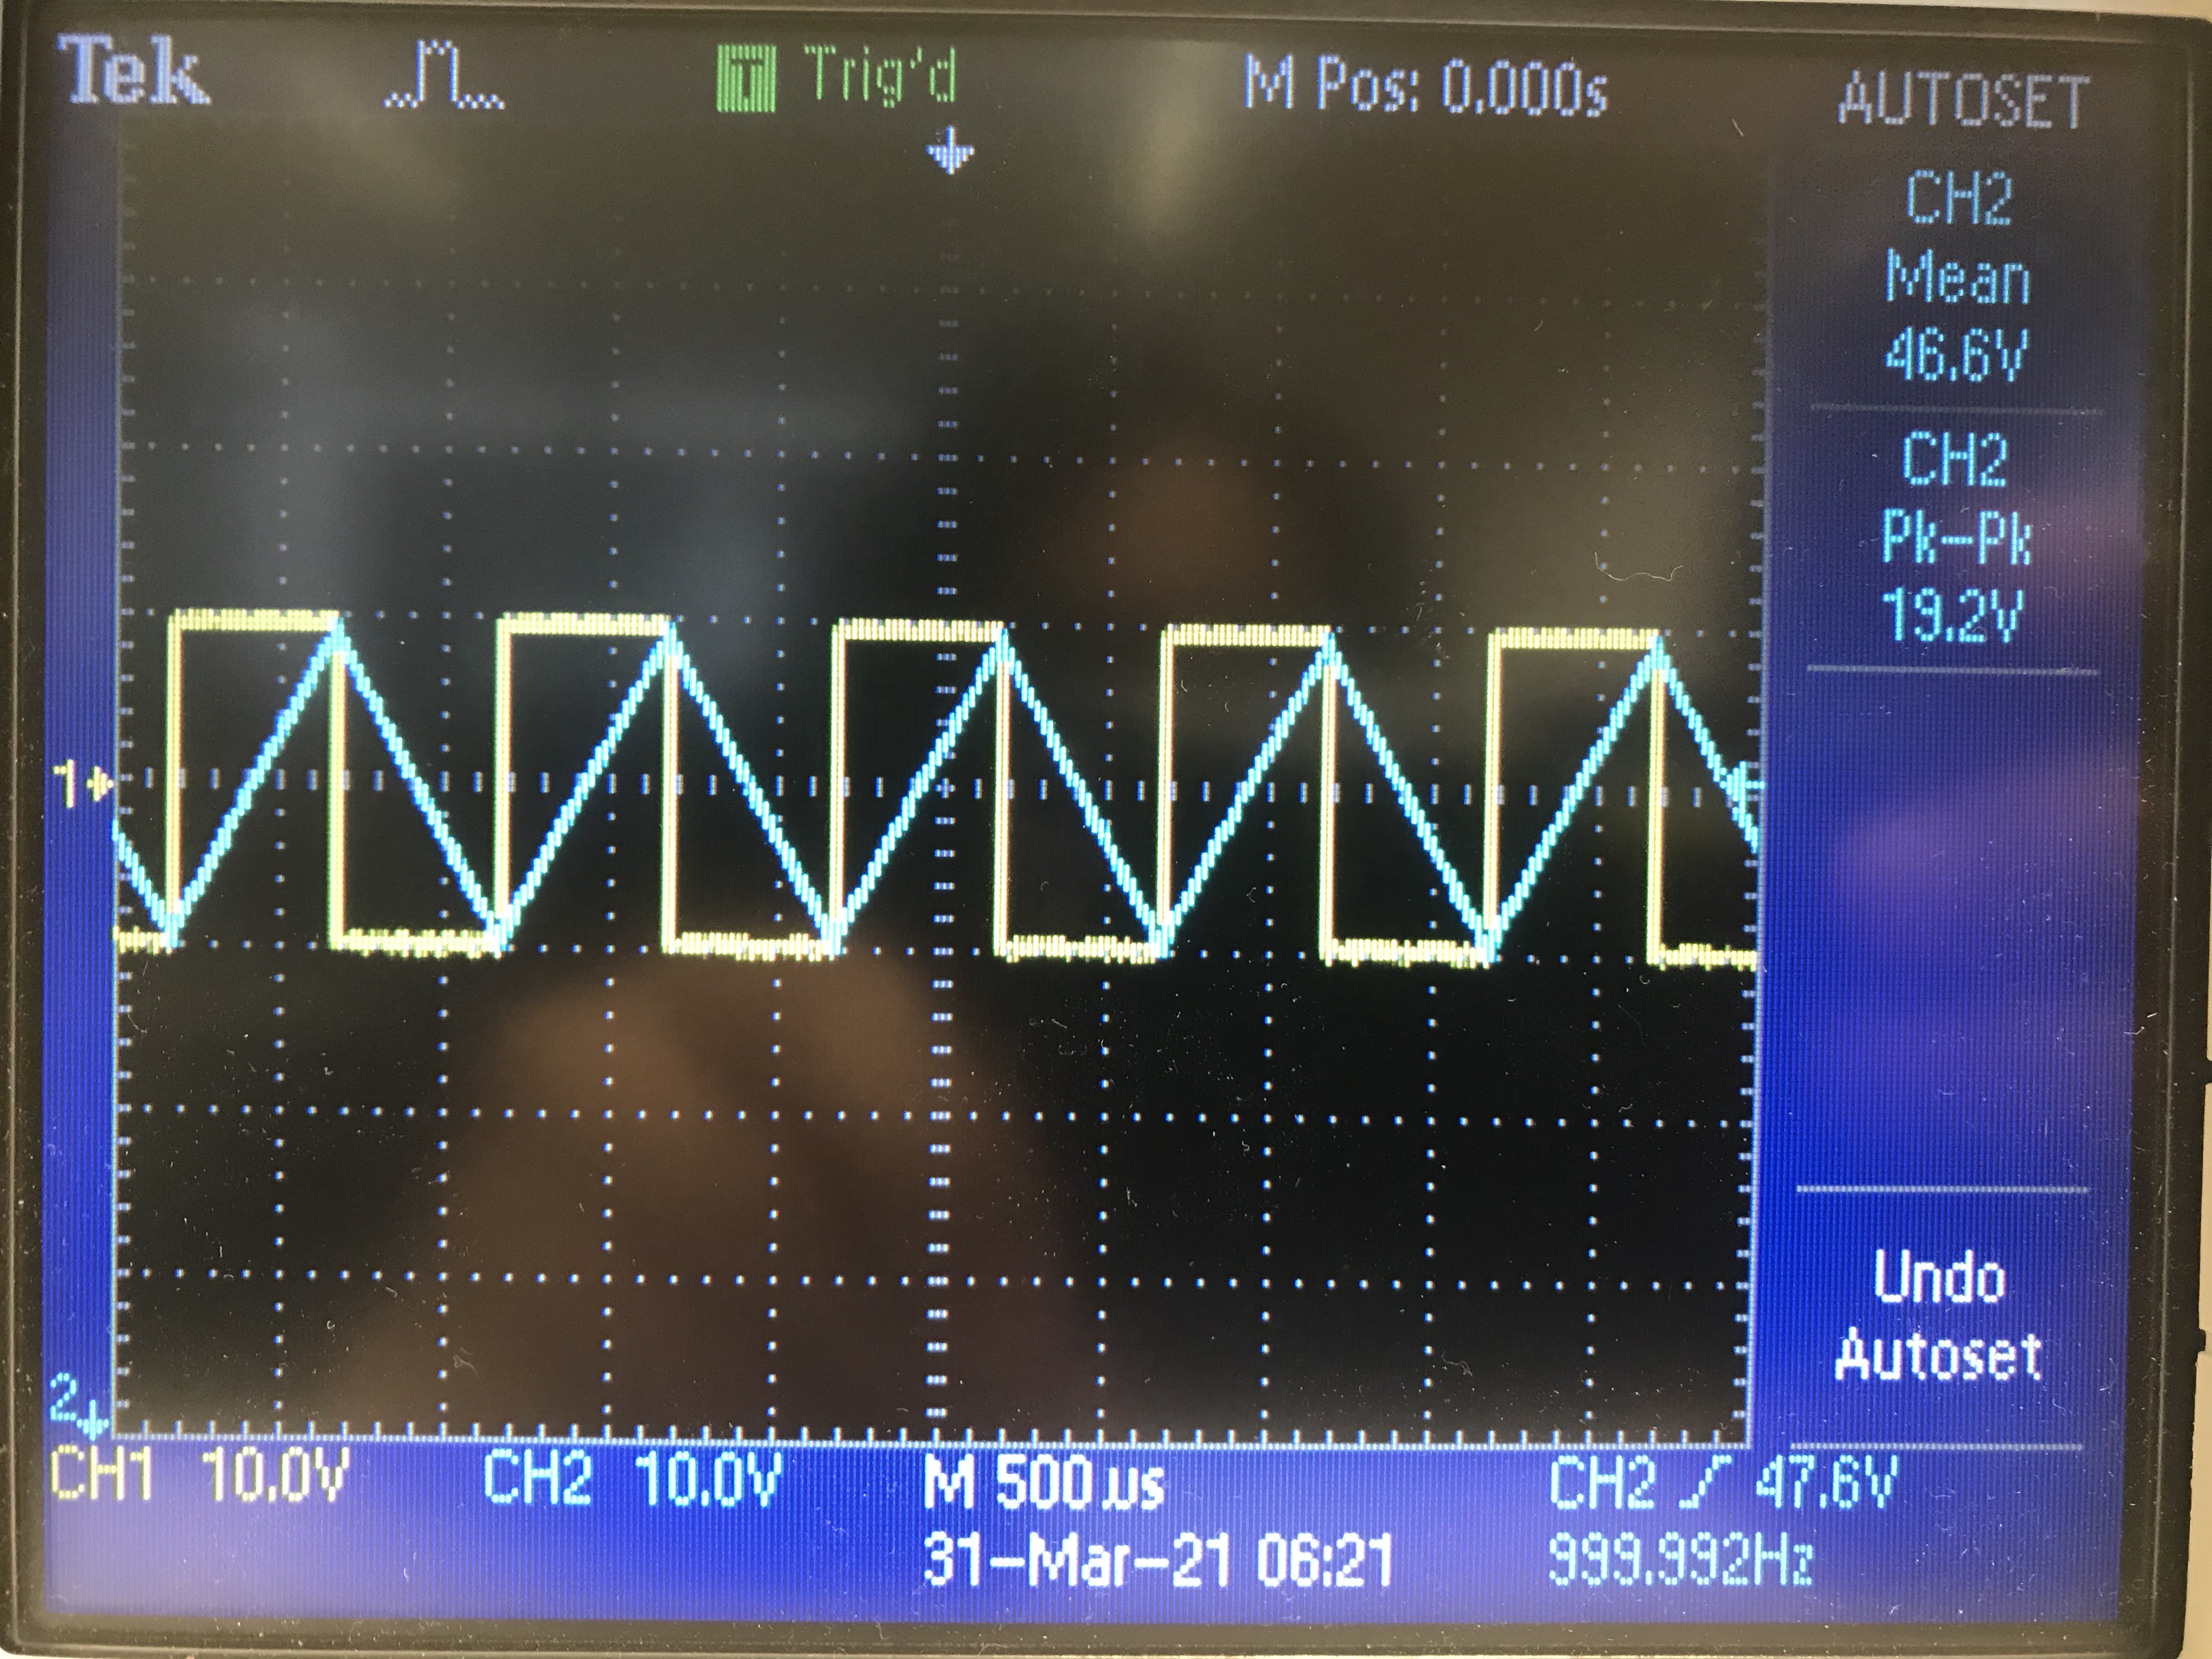 Tek T Trig'd M Pos: 0.000s AUTOSET
CH2
Mean
46.6V
CH2
Pk-Pk
19.2V
1
Undo
Autoset
2
CH1 10.0V CH2 10.0V M 500µs CH2 47.6V
31-Mar-21 06:21 999.992Hz